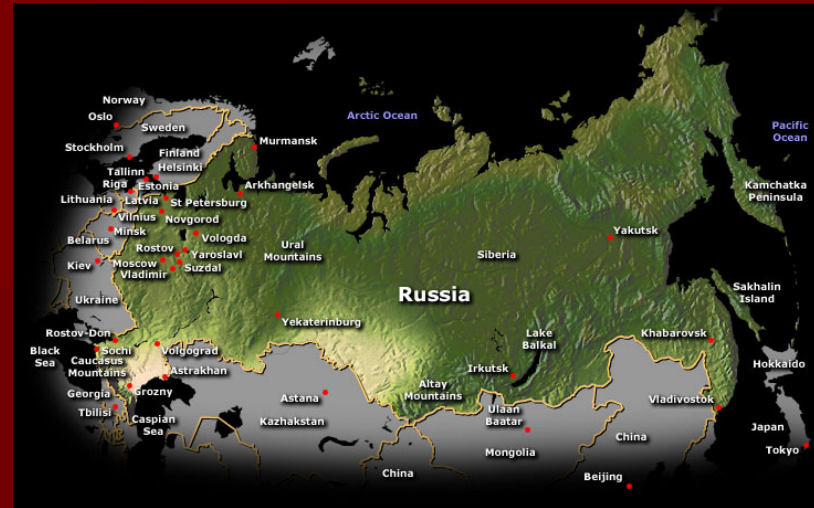 Norway
Oslo
Sweden
Arctic Ocean
Pacific
Ocean
Stockholm
Murmansk
Finland
Helsinki
Tallinn
Riga
Estonia
Arkhangelsk
Kamchatka
Peninsula
Lithuania
Latvia
St Petersburg
Vilnius
Novgorod
Minsk
Belarus
Vologda
Yakutsk
Rostov
Yaroslavl
Ural
Mountains
Siberia
Moscow
Suzdal
Kiev
Vladimir
Russia
Ukraine
Sakhalin
Island
Yekaterinburg
Rostov-Don
Lake
Balkal
Khabarovsk
Black
Sea
Sochi
Volgograd
Caucasus
Mountains
Astrakhan
Irkutsk
Hokkaido
Georgia
Grozny
Altay
Mountains
Astana
Vladivostok
Tbilisi
Caspian
Sea
Kazhakstan
Ulaan
Baatar
China
Japan
Mongolia
Tokyo
China
Beijing